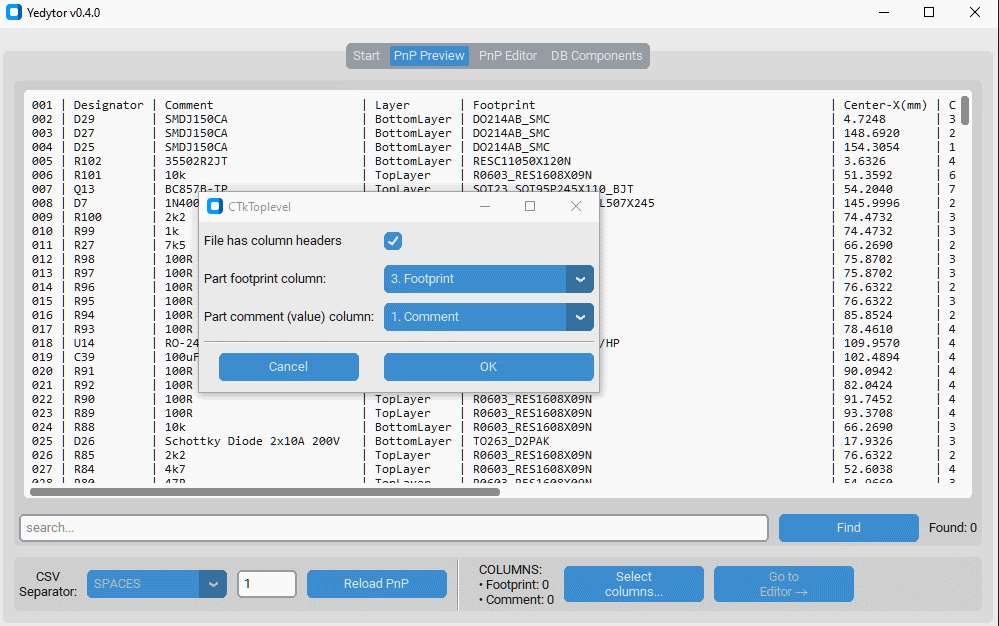 Yedytor v0.4.0
Start PnP Preview PnP Editor DB Components
001 | Designator | Comment | Layer | Footprint | Center-X(mm) | C
002 | D29 | SMDJ150CA | BottomLayer | DO214AB_SMC | 4.7248 | 3
003 | D27 | SMDJ150CA | BottomLayer | DO214AB_SMC | 148.6920 | 2
004 | D25 | SMDJ150CA | BottomLayer | DO214AB_SMC | 154.3054 | 1
005 | R102 | 35502R2JT | BottomLayer | RESC11050X120N | 3.6326 | 4
006 | R101 | 10k | TopLayer | R0603_RES1608X09N | 51.3592 | 6
007 | Q13 | BC857B-TP | TopLayer | SOT23_SOT95P245X110_BJT | 54.2040 | 7
008 | D7 | 1N400 L507X245 | 145.9996 | 2
009 | R100 | 2k2 | 74.4732 | 3
010 | R99 | 1k | 74.4732 | 3
011 | R27 | 7k5 | 66.2690 | 2
012 | R98 | 100R | 75.8702 | 3
013 | R97 | 100R | 75.8702 | 3
014 | R96 | 100R | 76.6322 | 2
015 | R95 | 100R | 76.6322 | 3
016 | R94 | 100R | 85.8524 | 2
017 | R93 | 100R | 78.4610 | 4
018 | U14 | RO-24 /HP | 109.9570 | 4
019 | C39 | 100uF | 102.4894 | 4
020 | R91 | 100R | 90.0942 | 4
021 | R92 | 100R | 82.0424 | 4
022 | R90 | 100R | TopLayer | R0603_RES1608X09N | 91.7452 | 4
023 | R89 | 100R | TopLayer | R0603_RES1608X09N | 93.3708 | 4
024 | R88 | 10k | BottomLayer | R0603_RES1608X09N | 66.2690 | 3
025 | D26 | Schottky Diode 2x10A 200V | BottomLayer | TO263_D2PAK | 17.9326 | 3
026 | R85 | 2k2 | TopLayer | R0603_RES1608X09N | 76.6322 | 2
027 | R84 | 4k7 | TopLayer | R0603_RES1608X09N | 52.6038 | 4
028 | R80 | 47R | TopLayer | R0603_RES1608X09N | 54.9660 | 3
CTkToplevel
File has column headers
Part footprint column: 3. Footprint
Part comment (value) column: 1. Comment
Cancel OK
search... Find Found: 0
CSV
Separator: SPACES 1 Reload PnP
COLUMNS:
• Footprint: 0
• Comment: 0
Select
columns...
Go to
Editor →